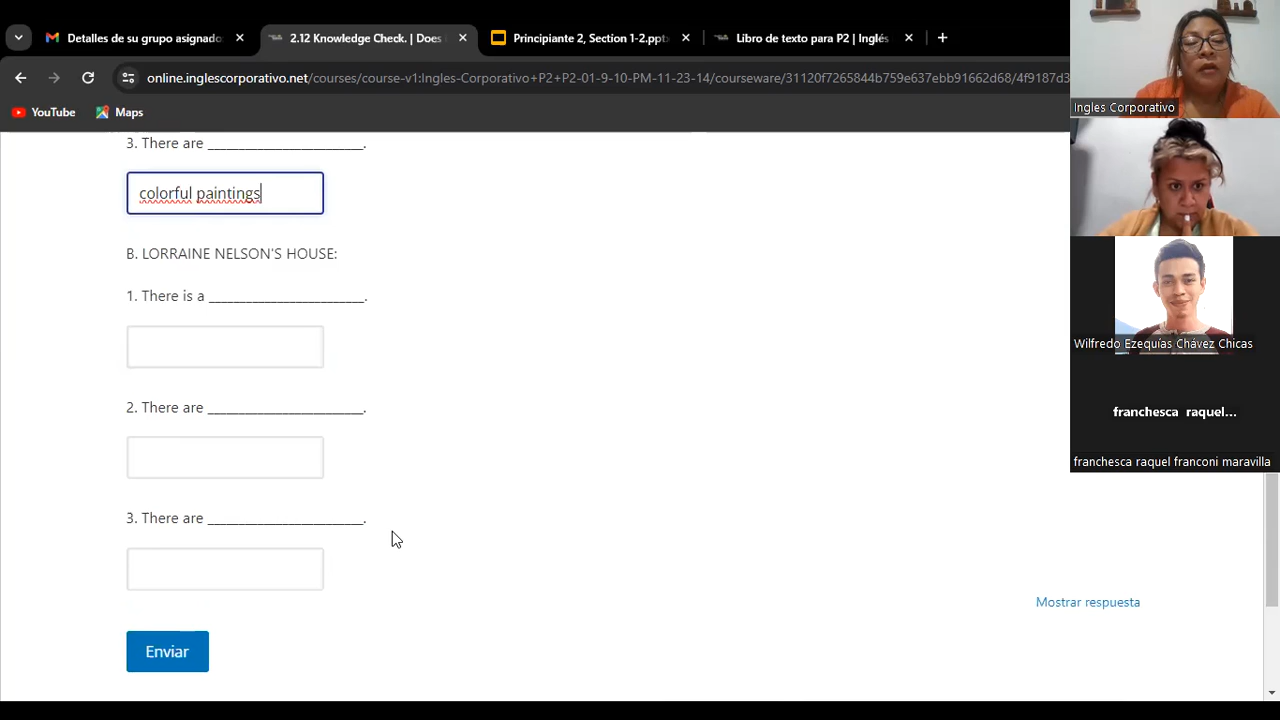 Detalles de su grupo asignado
2.12 Knowledge Check. | Does
Principiante 2, Section 1-2.ppt
Libro de texto para P2 | Inglés
online.inglescorporativo.net/courses/course-v1:Ingles-Corporativo+P2+P2-01-9-10-PM-11-23-14/courseware/31120f7265844b759e637ebb91662d68/4f9187d3
YouTube
Maps
3. There are ________________________.
colorful paintings
B. LORRAINE NELSON'S HOUSE:
1. There is a ________________________.
2. There are ________________________.
3. There are ________________________.
Mostrar respuesta
Enviar
Ingles Corporativo
Wilfredo Ezequías Chávez Chicas
franchesca raquel...
franchesca raquel franconi maravilla